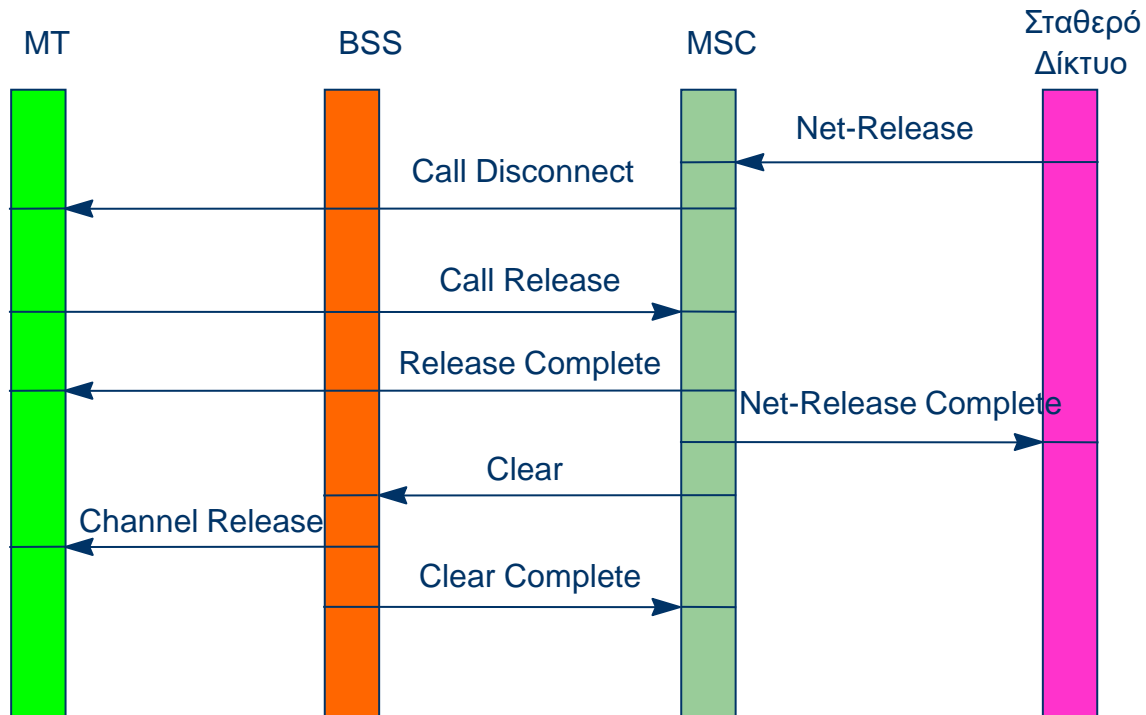 MT
BSS
MSC
Σταθερό
Δίκτυο
Net-Release
Call Disconnect
Call Release
Release Complete
Net-Release Complete
Clear
Channel Release
Clear Complete